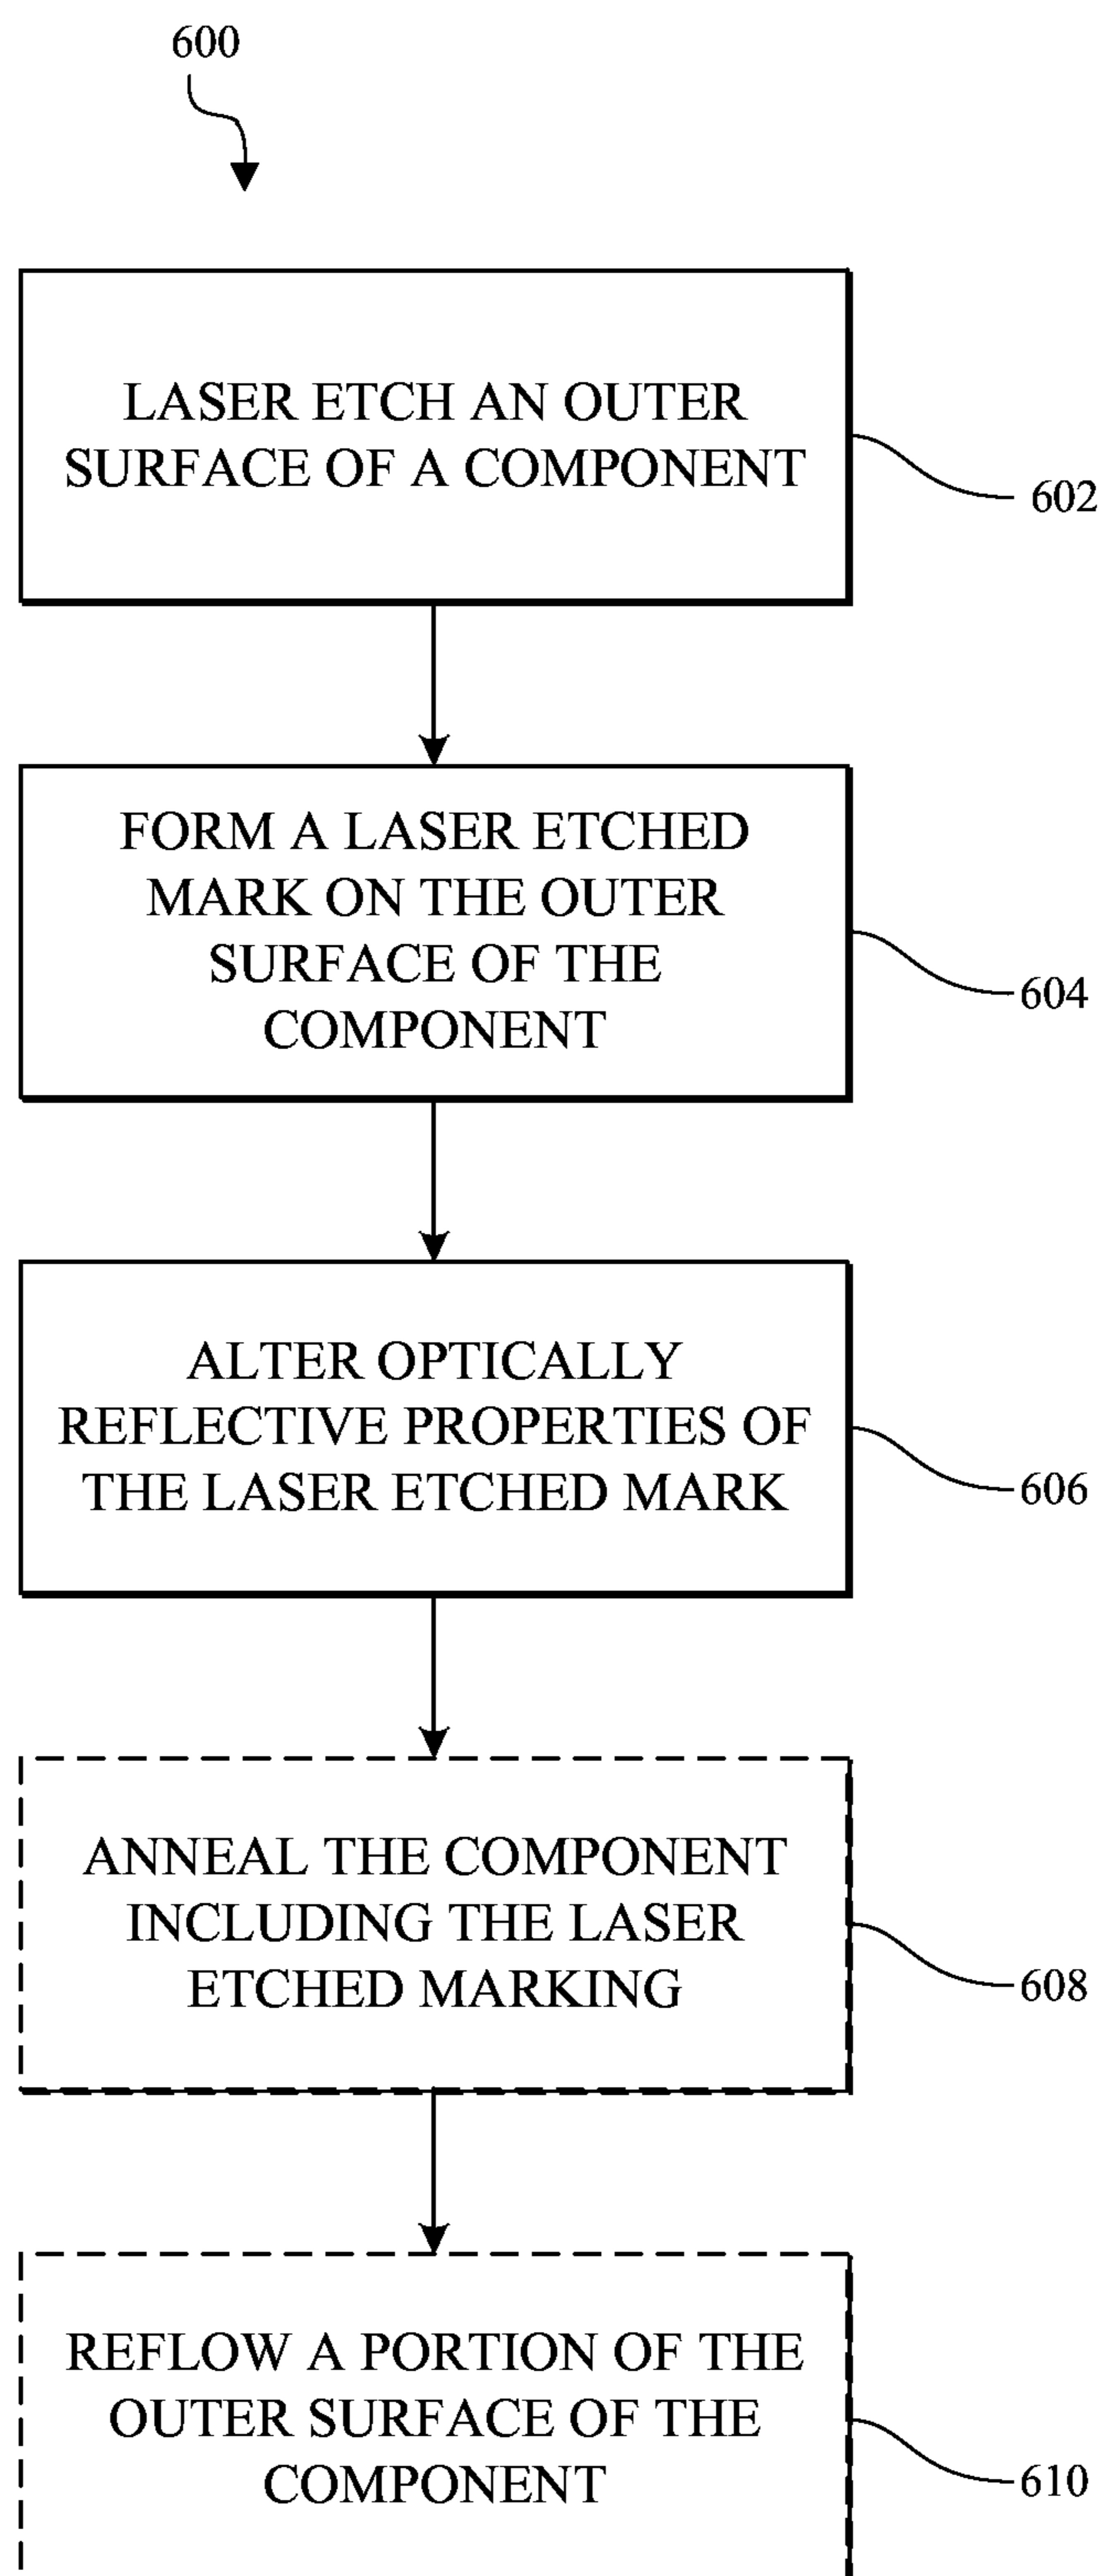 600
LASER ETCH AN OUTER
SURFACE OF A COMPONENT
602
FORM A LASER ETCHED
MARK ON THE OUTER
SURFACE OF THE
COMPONENT
604
ALTER OPTICALLY
REFLECTIVE PROPERTIES OF
THE LASER ETCHED MARK
606
ANNEAL THE COMPONENT
INCLUDING THE LASER
ETCHED MARKING
608
REFLOW A PORTION OF THE
OUTER SURFACE OF THE
COMPONENT
610